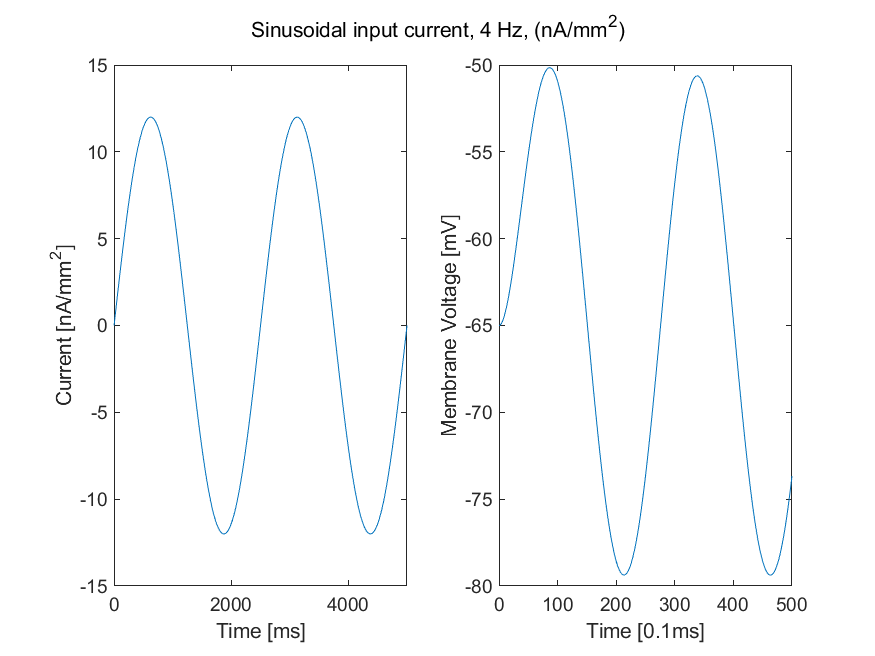 Sinusoidal input current, 4 Hz, (nA/mm²)
Current [nA/mm²]
15
10
5
0
-5
-10
-15
0 2000 4000
Time [ms]
Membrane Voltage [mV]
-50
-55
-60
-65
-70
-75
-80
0 100 200 300 400 500
Time [0.1ms]